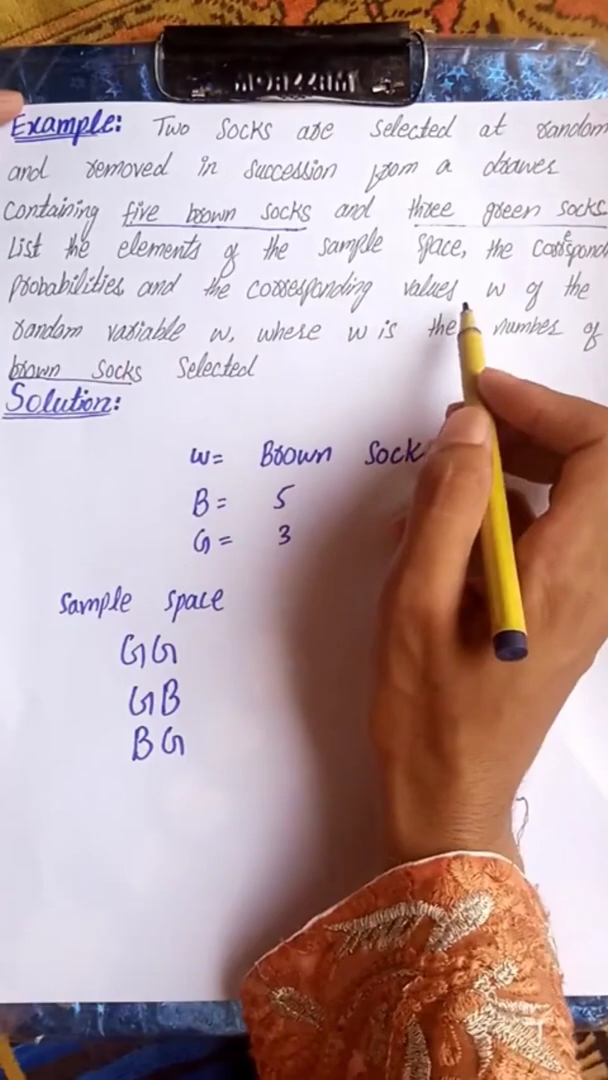 Example: Two Socks are selected at random
and removed in succession from a drawer
Containing five brown socks and three green socks.
List the elements of the sample space, the correspond
probabilities, and the corresponding values w of the
random variable w, where w is the number of
brown socks selected
Solution:
w = Brown Sock
B = 5
G = 3
Sample space
GG
GB
BG